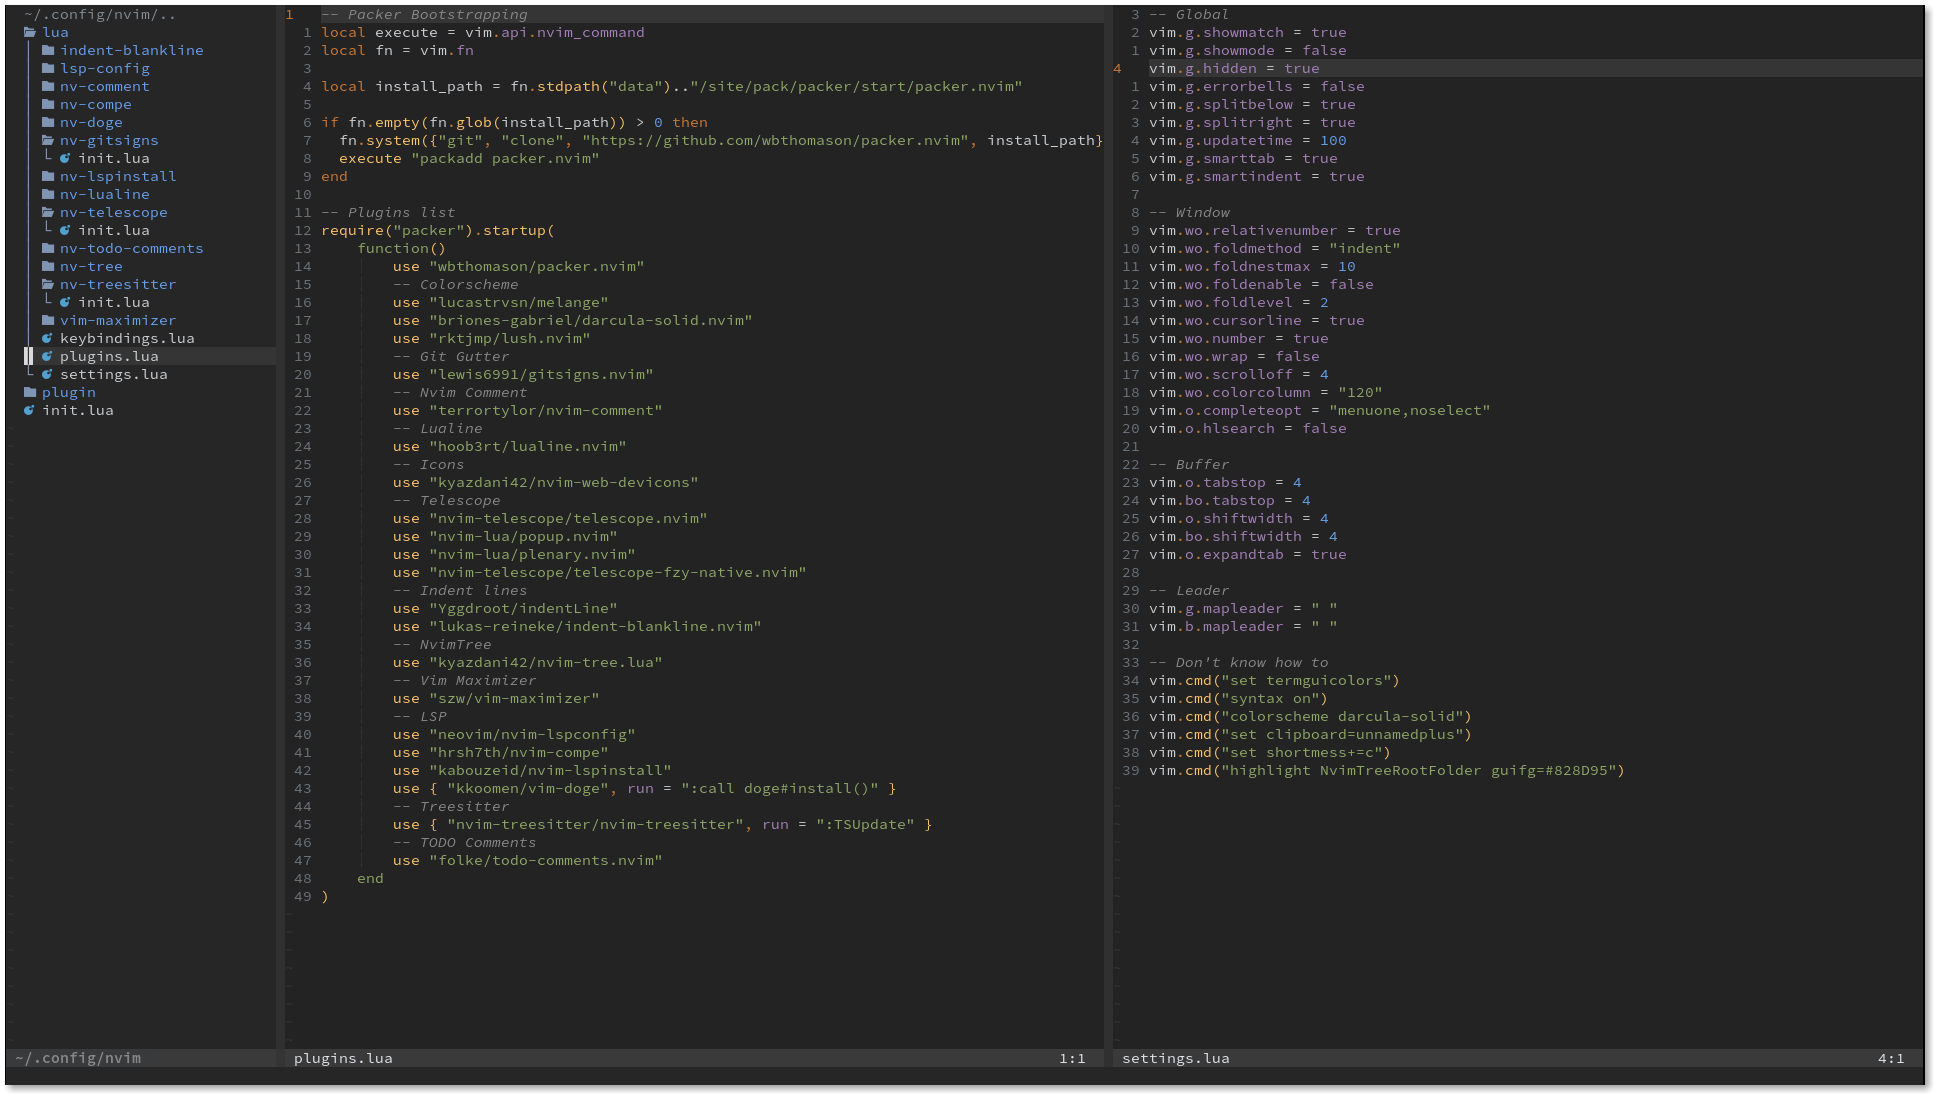 ~/.config/nvim/..
lua
indent-blankline
lsp-config
nv-comment
nv-compe
nv-doge
nv-gitsigns
init.lua
nv-lspinstall
nv-lualine
nv-telescope
init.lua
nv-todo-comments
nv-tree
nv-treesitter
init.lua
vim-maximizer
keybindings.lua
plugins.lua
settings.lua
plugin
init.lua
~/.config/nvim
1 -- Packer Bootstrapping
1 local execute = vim.api.nvim_command
2 local fn = vim.fn
3
4 local install_path = fn.stdpath("data").."/site/pack/packer/start/packer.nvim"
5
6 if fn.empty(fn.glob(install_path)) > 0 then
7 fn.system({"git", "clone", "https://github.com/wbthomason/packer.nvim", install_path}
8 execute "packadd packer.nvim"
9 end
10
11 -- Plugins list
12 require("packer").startup(
13 function()
14 use "wbthomason/packer.nvim"
15 -- Colorscheme
16 use "lucastrvsn/melange"
17 use "briones-gabriel/darcula-solid.nvim"
18 use "rktjmp/lush.nvim"
19 -- Git Gutter
20 use "lewis6991/gitsigns.nvim"
21 -- Nvim Comment
22 use "terrortylor/nvim-comment"
23 -- Lualine
24 use "hoob3rt/lualine.nvim"
25 -- Icons
26 use "kyazdani42/nvim-web-devicons"
27 -- Telescope
28 use "nvim-telescope/telescope.nvim"
29 use "nvim-lua/popup.nvim"
30 use "nvim-lua/plenary.nvim"
31 use "nvim-telescope/telescope-fzy-native.nvim"
32 -- Indent lines
33 use "Yggdroot/indentLine"
34 use "lukas-reineke/indent-blankline.nvim"
35 -- NvimTree
36 use "kyazdani42/nvim-tree.lua"
37 -- Vim Maximizer
38 use "szw/vim-maximizer"
39 -- LSP
40 use "neovim/nvim-lspconfig"
41 use "hrsh7th/nvim-compe"
42 use "kabouzeid/nvim-lspinstall"
43 use { "kkoomen/vim-doge", run = ":call doge#install()" }
44 -- Treesitter
45 use { "nvim-treesitter/nvim-treesitter", run = ":TSUpdate" }
46 -- TODO Comments
47 use "folke/todo-comments.nvim"
48 end
49 )
plugins.lua 1:1
3 -- Global
2 vim.g.showmatch = true
1 vim.g.showmode = false
4 vim.g.hidden = true
1 vim.g.errorbells = false
2 vim.g.splitbelow = true
3 vim.g.splitright = true
4 vim.g.updatetime = 100
5 vim.g.smarttab = true
6 vim.g.smartindent = true
7
8 -- Window
9 vim.wo.relativenumber = true
10 vim.wo.foldmethod = "indent"
11 vim.wo.foldnestmax = 10
12 vim.wo.foldenable = false
13 vim.wo.foldlevel = 2
14 vim.wo.cursorline = true
15 vim.wo.number = true
16 vim.wo.wrap = false
17 vim.wo.scrolloff = 4
18 vim.wo.colorcolumn = "120"
19 vim.o.completeopt = "menuone,noselect"
20 vim.o.hlsearch = false
21
22 -- Buffer
23 vim.o.tabstop = 4
24 vim.bo.tabstop = 4
25 vim.o.shiftwidth = 4
26 vim.bo.shiftwidth = 4
27 vim.o.expandtab = true
28
29 -- Leader
30 vim.g.mapleader = " "
31 vim.b.mapleader = " "
32
33 -- Don't know how to
34 vim.cmd("set termguicolors")
35 vim.cmd("syntax on")
36 vim.cmd("colorscheme darcula-solid")
37 vim.cmd("set clipboard=unnamedplus")
38 vim.cmd("set shortmess+=c")
39 vim.cmd("highlight NvimTreeRootFolder guifg=#828D95")
settings.lua 4:1